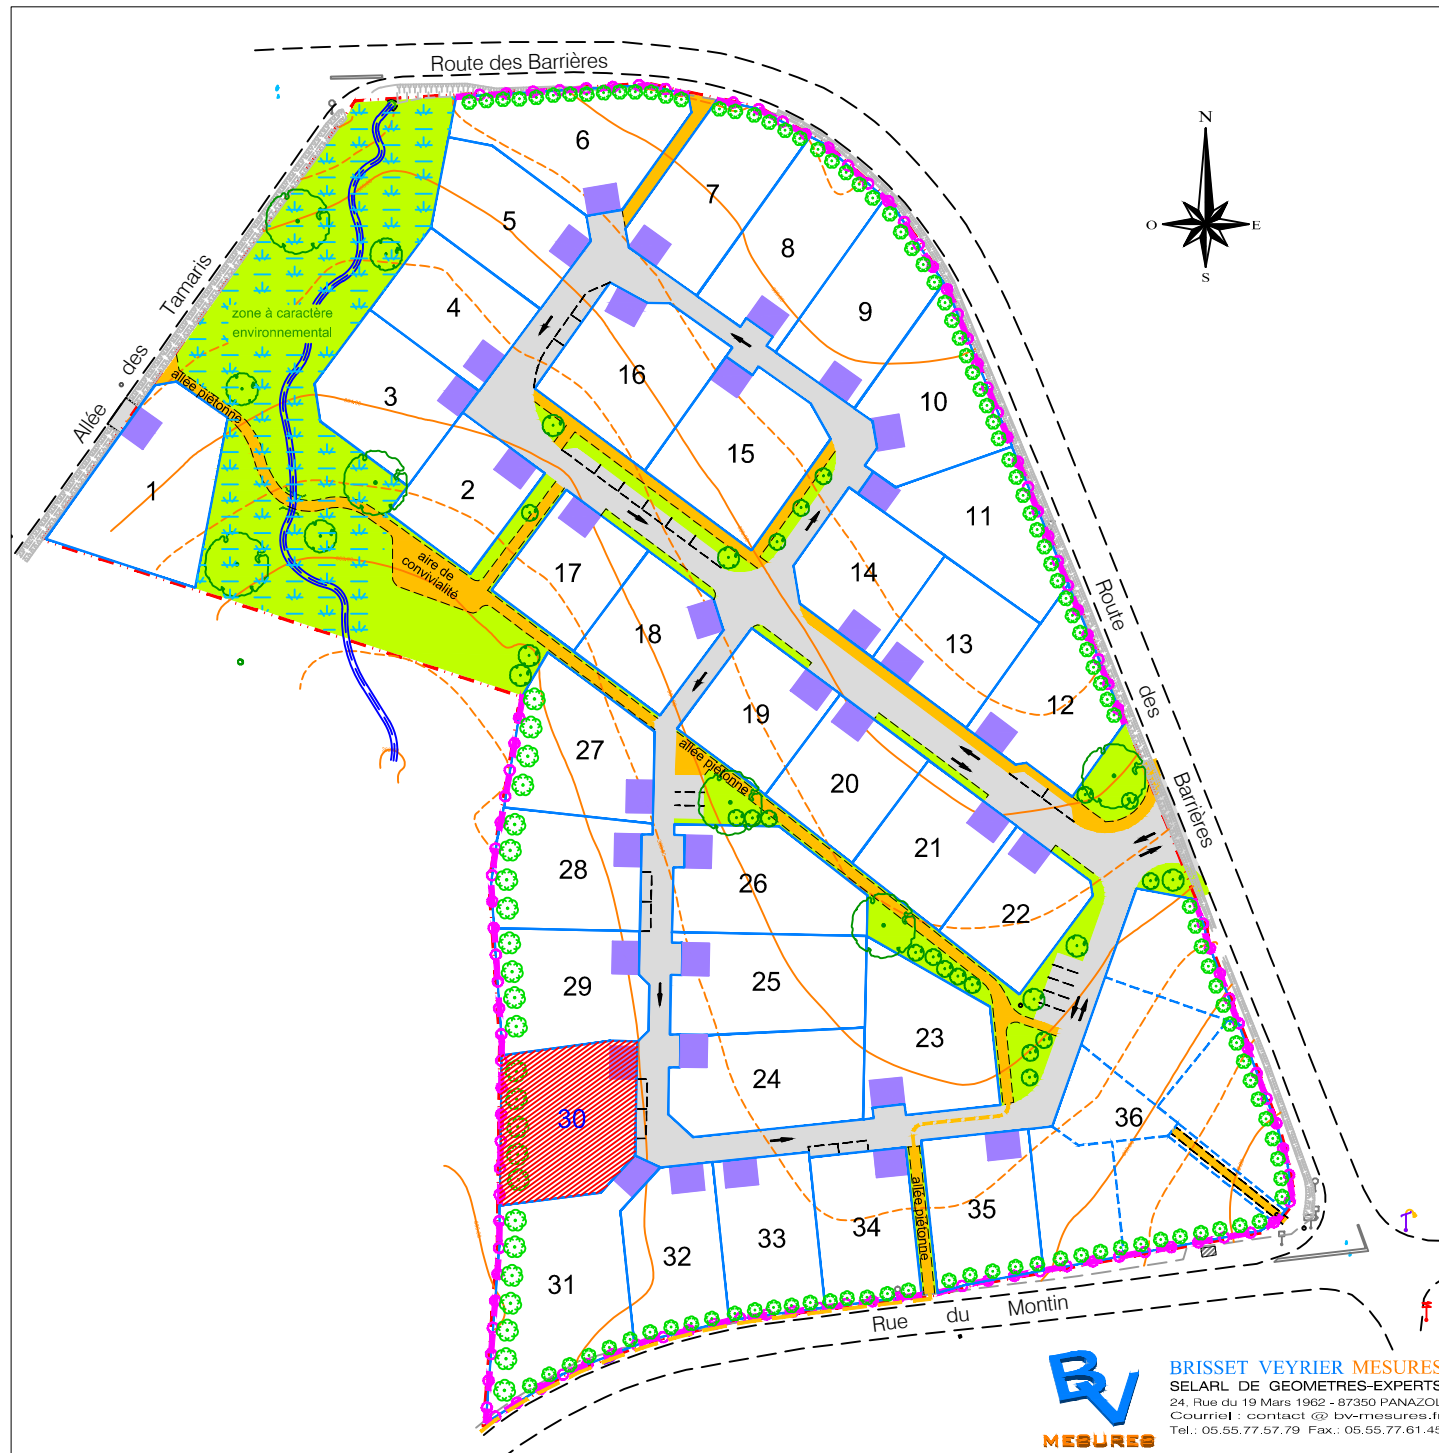 Route des Barrières
N
O
E
S
6
7
5
8
4
9
Allée des Tamaris
zone à caractère
environnemental
16
3
10
allée piétonne
15
1
2
11
14
aire de
convivialité
17
Route des Barrières
18
13
12
19
27
allée piétonne
20
21
28
26
22
29
25
23
24
30
36
allée piétonne
35
34
33
32
31
Rue du Montin
BV
MESURES
BRISSET VEYRIER MESURES
SELARL DE GEOMETRES-EXPERTS
24, Rue du 19 Mars 1962 - 87350 PANAZOL
Courriel : contact @ bv-mesures.fr
Tel.: 05.55.77.57.79 Fax.: 05.55.77.61.45